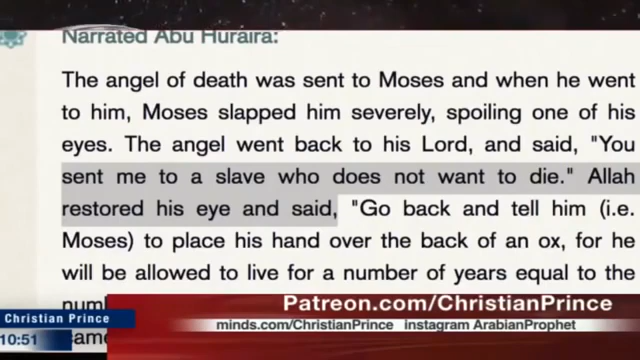 Narrated Abu Huraira:
The angel of death was sent to Moses and when he went
to him, Moses slapped him severely, spoiling one of his
eyes. The angel went back to his Lord, and said, "You
sent me to a slave who does not want to die." Allah
restored his eye and said, "Go back and tell him (i.e.
Moses) to place his hand over the back of an ox, for he
will be allowed to live for a number of years equal to the
Patreon.com/ChristianPrince
Christian Prince
minds.com/ChristianPrince instagram ArabianProphet
10:51